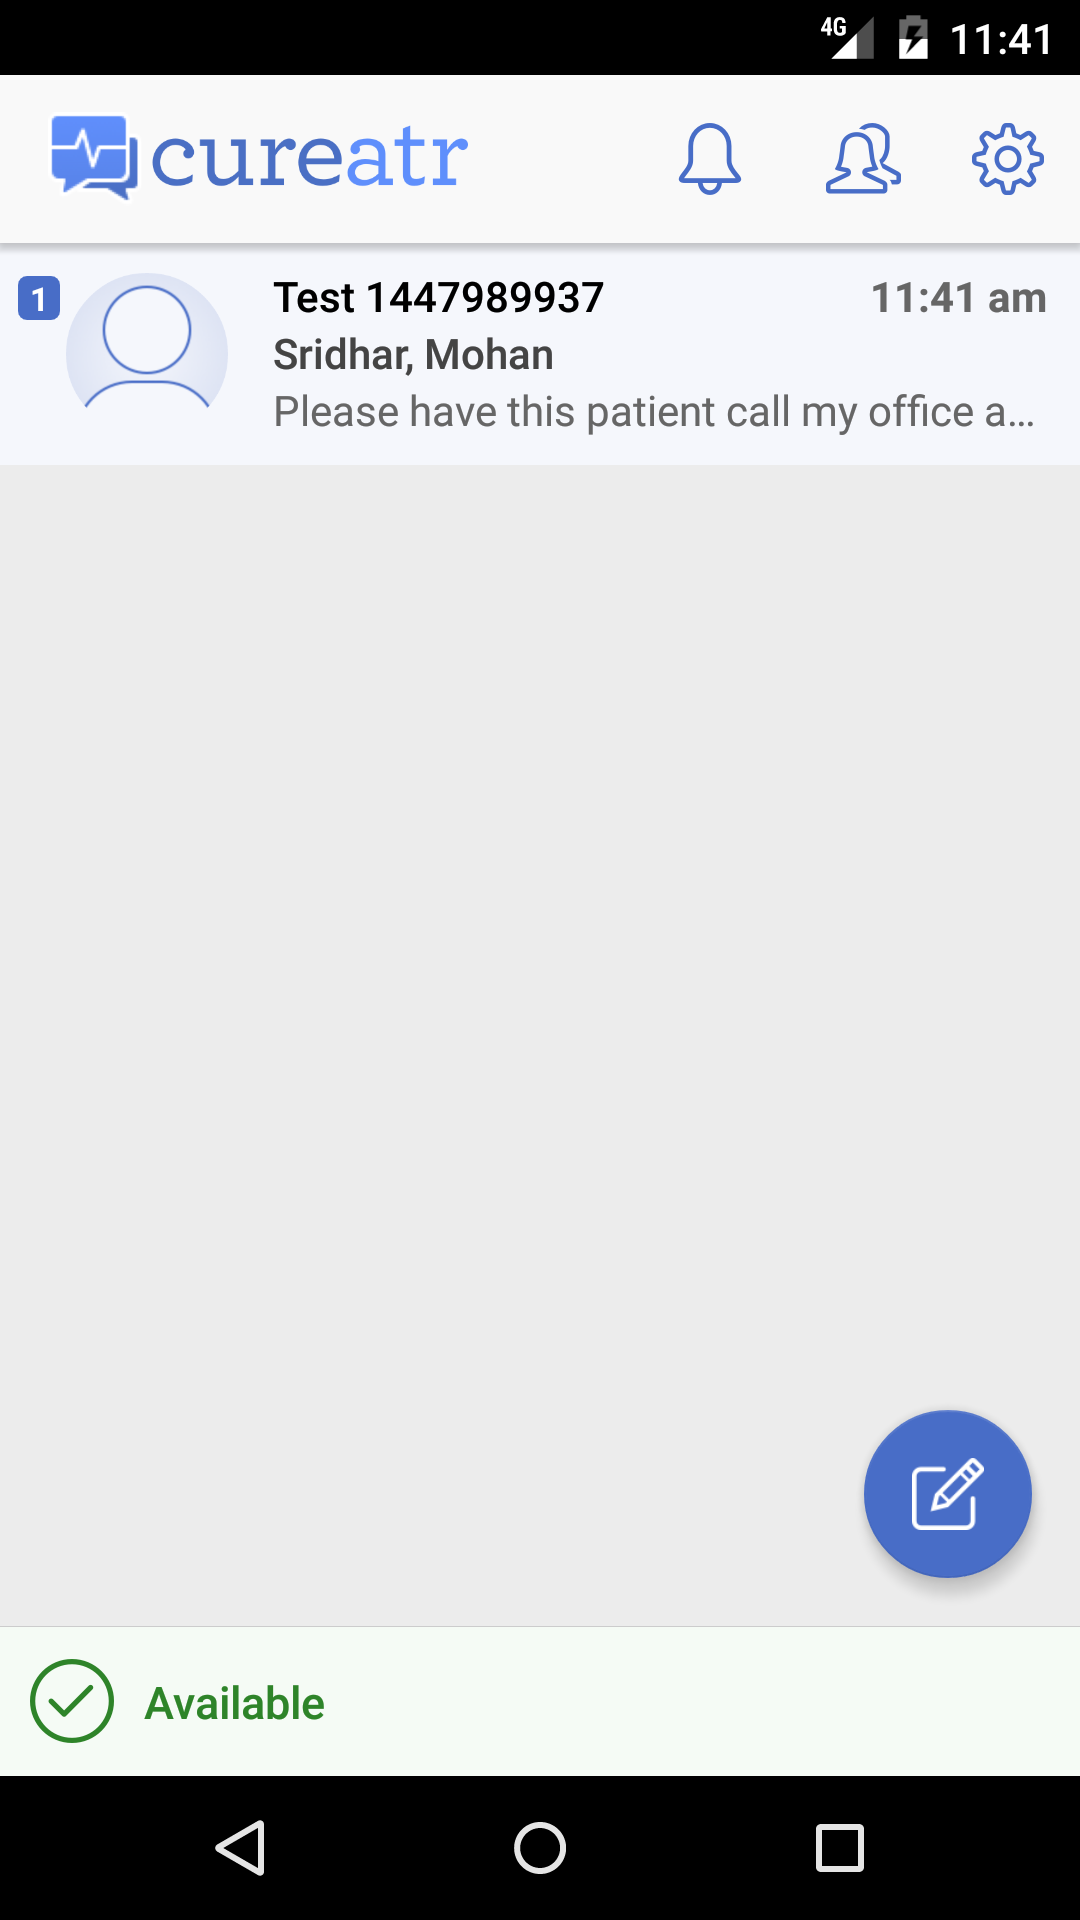 4G 11:41
cureatr
1 Test 1447989937 11:41 am
Sridhar, Mohan
Please have this patient call my office a...
Available